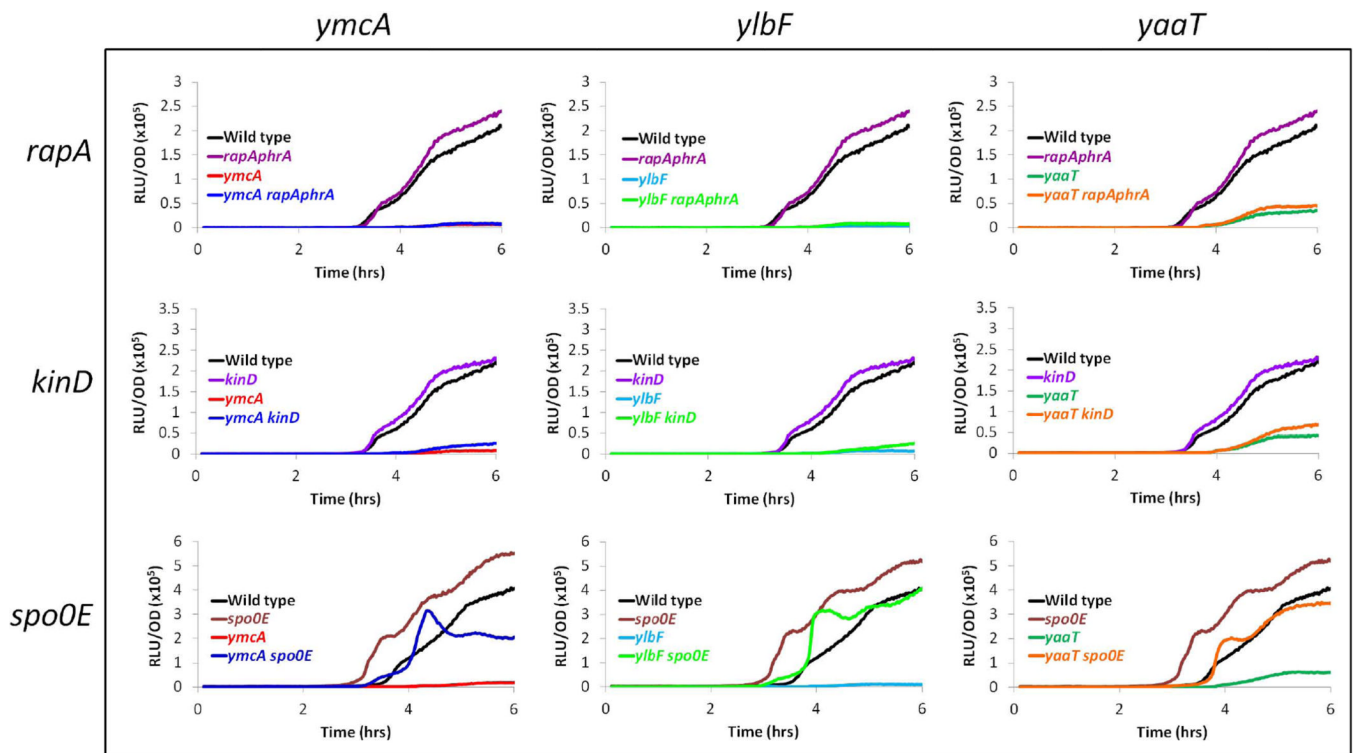 ymcA ylbF yaaT
rapA
RLU/OD (x10⁵)
3
2.5
2
1.5
1
0.5
0
Wild type
rapAphrA
ymcA
ymcA rapAphrA
0 2 4 6
Time (hrs)
RLU/OD (x10⁵)
3
2.5
2
1.5
1
0.5
0
Wild type
rapAphrA
ylbF
ylbF rapAphrA
0 2 4 6
Time (hrs)
RLU/OD (x10⁵)
3
2.5
2
1.5
1
0.5
0
Wild type
rapAphrA
yaaT
yaaT rapAphrA
0 2 4 6
Time (hrs)
kinD
RLU/OD (x10⁵)
3.5
3
2.5
2
1.5
1
0.5
0
Wild type
kinD
ymcA
ymcA kinD
0 2 4 6
Time (hrs)
RLU/OD (x10⁵)
3.5
3
2.5
2
1.5
1
0.5
0
Wild type
kinD
ylbF
ylbF kinD
0 2 4 6
Time (hrs)
RLU/OD (x10⁵)
3.5
3
2.5
2
1.5
1
0.5
0
Wild type
kinD
yaaT
yaaT kinD
0 2 4 6
Time (hrs)
spo0E
RLU/OD (x10⁵)
6
5
4
3
2
1
0
Wild type
spo0E
ymcA
ymcA spo0E
0 2 4 6
Time (hrs)
RLU/OD (x10⁵)
6
5
4
3
2
1
0
Wild type
spo0E
ylbF
ylbF spo0E
0 2 4 6
Time (hrs)
RLU/OD (x10⁵)
6
5
4
3
2
1
0
Wild type
spo0E
yaaT
yaaT spo0E
0 2 4 6
Time (hrs)